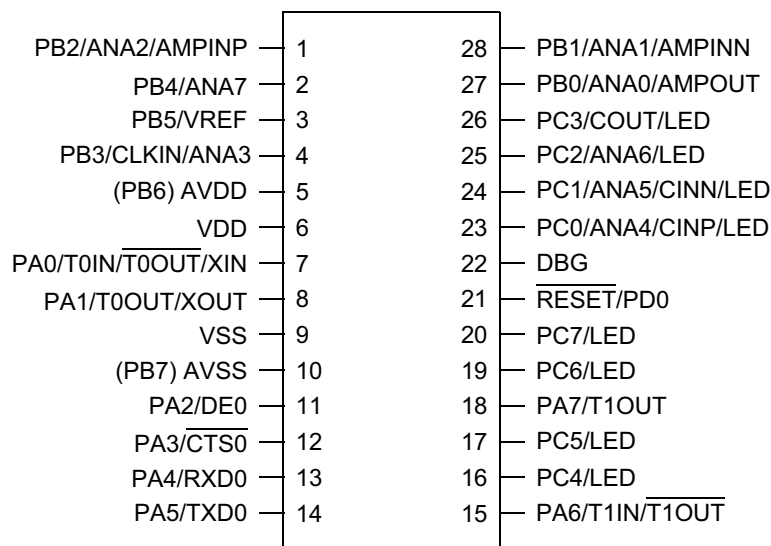 PB2/ANA2/AMPINP 1 28 PB1/ANA1/AMPINN
PB4/ANA7 2 27 PB0/ANA0/AMPOUT
PB5/VREF 3 26 PC3/COUT/LED
PB3/CLKIN/ANA3 4 25 PC2/ANA6/LED
(PB6) AVDD 5 24 PC1/ANA5/CINN/LED
VDD 6 23 PC0/ANA4/CINP/LED
PA0/T0IN/T̅0̅O̅U̅T̅/XIN 7 22 DBG
PA1/T0OUT/XOUT 8 21 R̅E̅S̅E̅T̅/PD0
VSS 9 20 PC7/LED
(PB7) AVSS 10 19 PC6/LED
PA2/DE0 11 18 PA7/T1OUT
PA3/C̅T̅S̅0̅ 12 17 PC5/LED
PA4/RXD0 13 16 PC4/LED
PA5/TXD0 14 15 PA6/T1IN/T̅1̅O̅U̅T̅